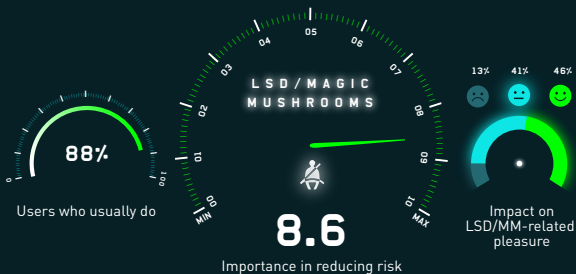 LSD/MAGIC
MUSHROOMS
00
01
02
03
04
05
06
07
08
09
10
MIN
MAX
8.6
Importance in reducing risk
0
100
88%
Users who usually do
13%
41%
46%
Impact on
LSD/MM-related
pleasure